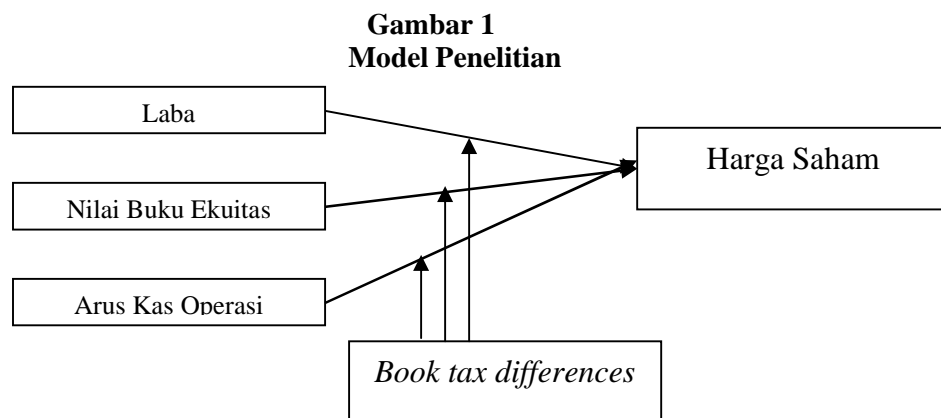 Gambar 1
Model Penelitian
Laba
Harga Saham
Nilai Buku Ekuitas
Arus Kas Operasi
Book tax differences